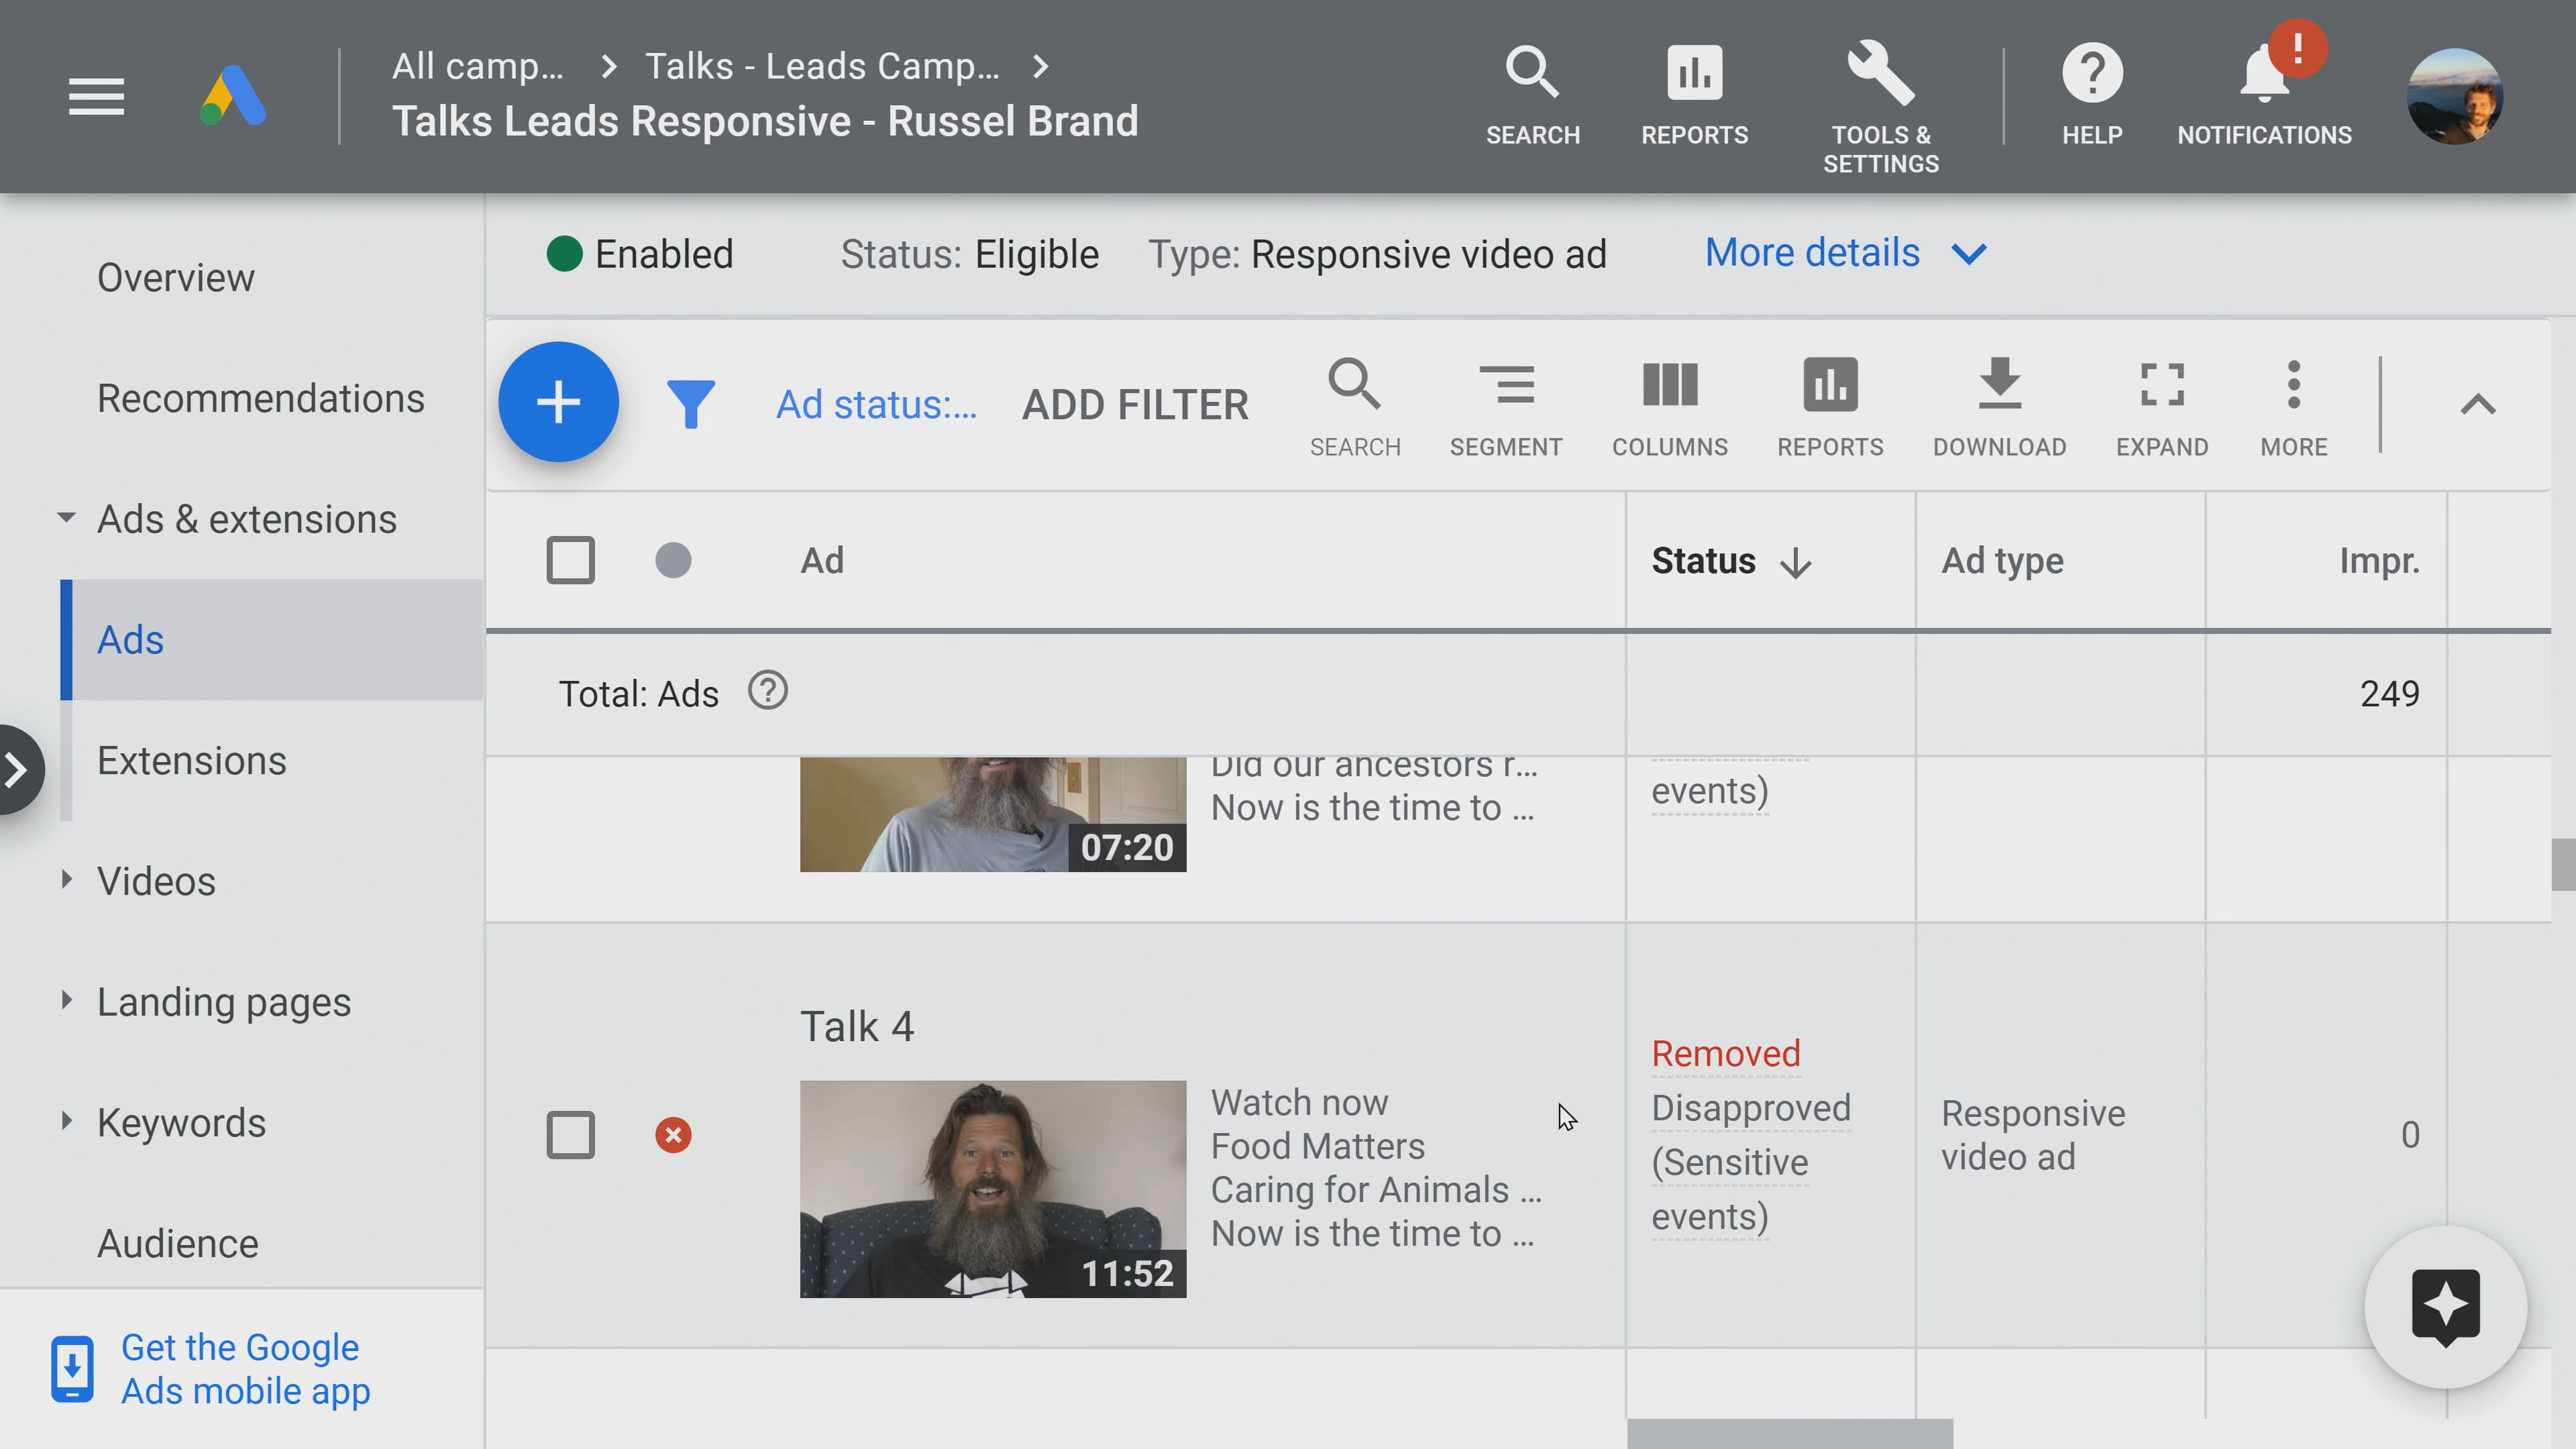 All camp… > Talks - Leads Camp… >
Talks Leads Responsive - Russel Brand
SEARCH
REPORTS
TOOLS &
SETTINGS
HELP
NOTIFICATIONS
Overview
Recommendations
Ads & extensions
Ads
Extensions
Videos
Landing pages
Keywords
Audience
Get the Google
Ads mobile app
Enabled Status: Eligible Type: Responsive video ad More details
Ad status:… ADD FILTER
SEARCH SEGMENT COLUMNS REPORTS DOWNLOAD EXPAND MORE
Ad Status Ad type Impr.
Total: Ads 249
Did our ancestors r…
Now is the time to …
07:20
events)
Talk 4
11:52
Watch now
Food Matters
Caring for Animals …
Now is the time to …
Removed
Disapproved
(Sensitive
events)
Responsive
video ad
0